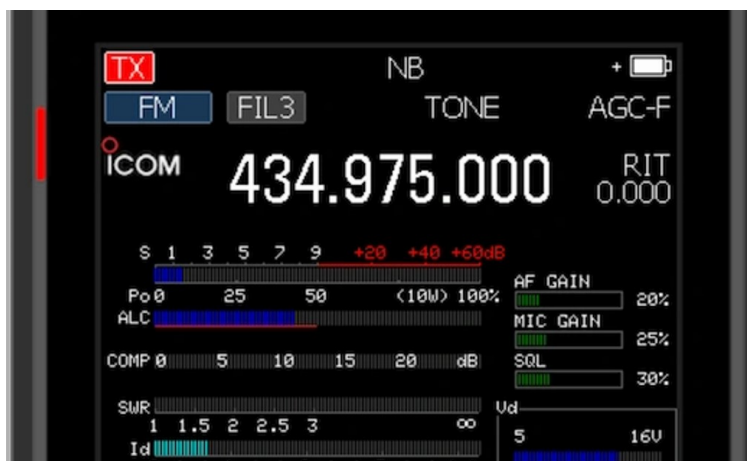 TX NB +
FM FIL3 TONE AGC-F
ICOM 434.975.000 RIT
0.000
S 1 3 5 7 9 +20 +40 +60dB
Po 0 25 50 (10W) 100%
ALC
COMP 0 5 10 15 20 dB
SWR
1 1.5 2 2.5 3 ∞
Id
AF GAIN
20%
MIC GAIN
25%
SQL
30%
Vd
5 16V